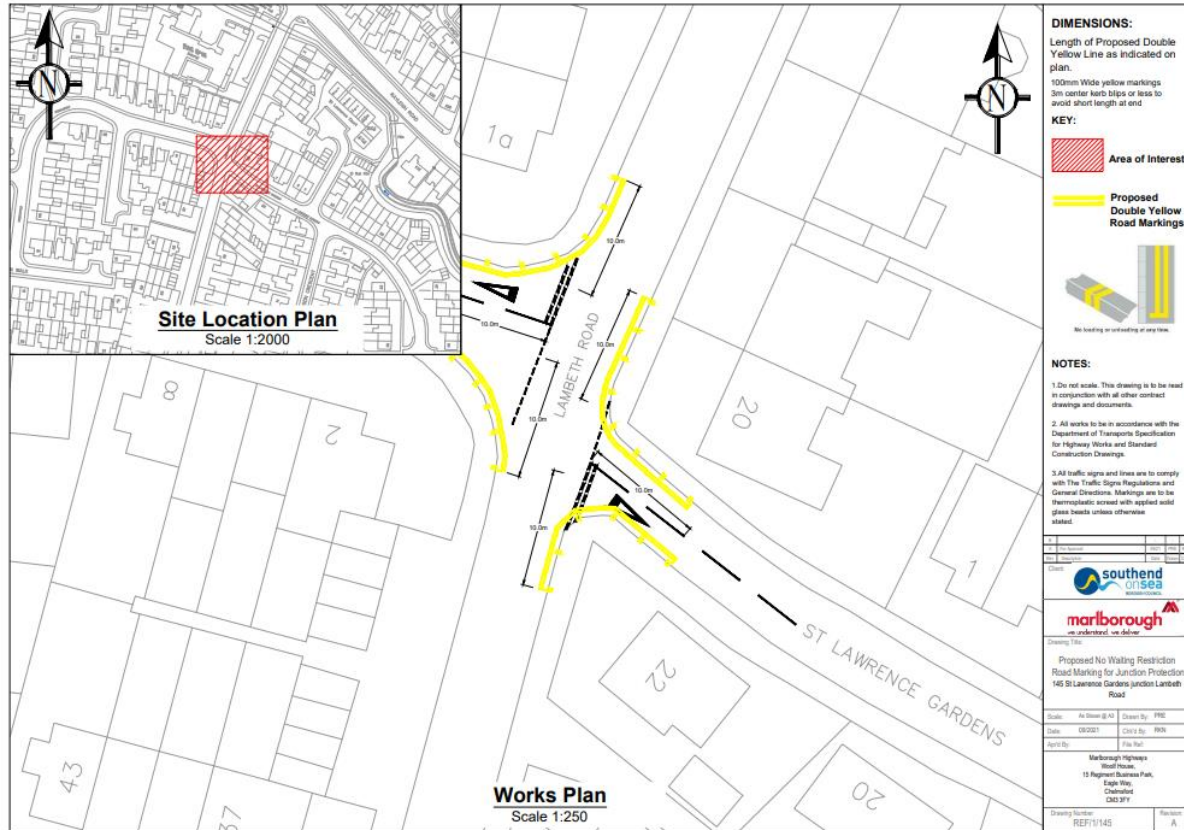 N
Site Location Plan
Scale 1:2000
N
1a
10.0m
10.0m
10.0m
LAMBETH ROAD
10.0m
8
2
20
10.0m
10.0m
1
ST LAWRENCE GARDENS
22
20
43
37
Works Plan
Scale 1:250
DIMENSIONS:
Length of Proposed Double
Yellow Line as indicated on
plan.
100mm Wide yellow markings
3m center kerb blips or less to
avoid short length at end
KEY:
Area of Interest
Proposed
Double Yellow
Road Markings
No loading or unloading at any time.
NOTES:
1.Do not scale. This drawing is to be read
in conjunction with all other contract
drawings and documents.
2. All works to be in accordance with the
Department of Transports Specification
for Highway Works and Standard
Construction Drawings.
3.All traffic signs and lines are to comply
with The Traffic Signs Regulations and
General Directions. Markings are to be
thermoplastic screed with applied solid
glass beads unless otherwise
stated.
Client:
southend
on sea
BOROUGH COUNCIL
marlborough
we understand. we deliver
Drawing Title:
Proposed No Waiting Restriction
Road Marking for Junction Protection
145 St Lawrence Gardens junction Lambeth
Road
Scale: As Shown @ A3 Drawn By: PRE
Date: 09/2021 Chk'd By: RKN
App'd By: File Ref:
Marlborough Highways
Woolf House,
15 Regiment Business Park,
Eagle Way,
Chelmsford
CM3 3FY
Drawing Number Revision
REF/1/145 A